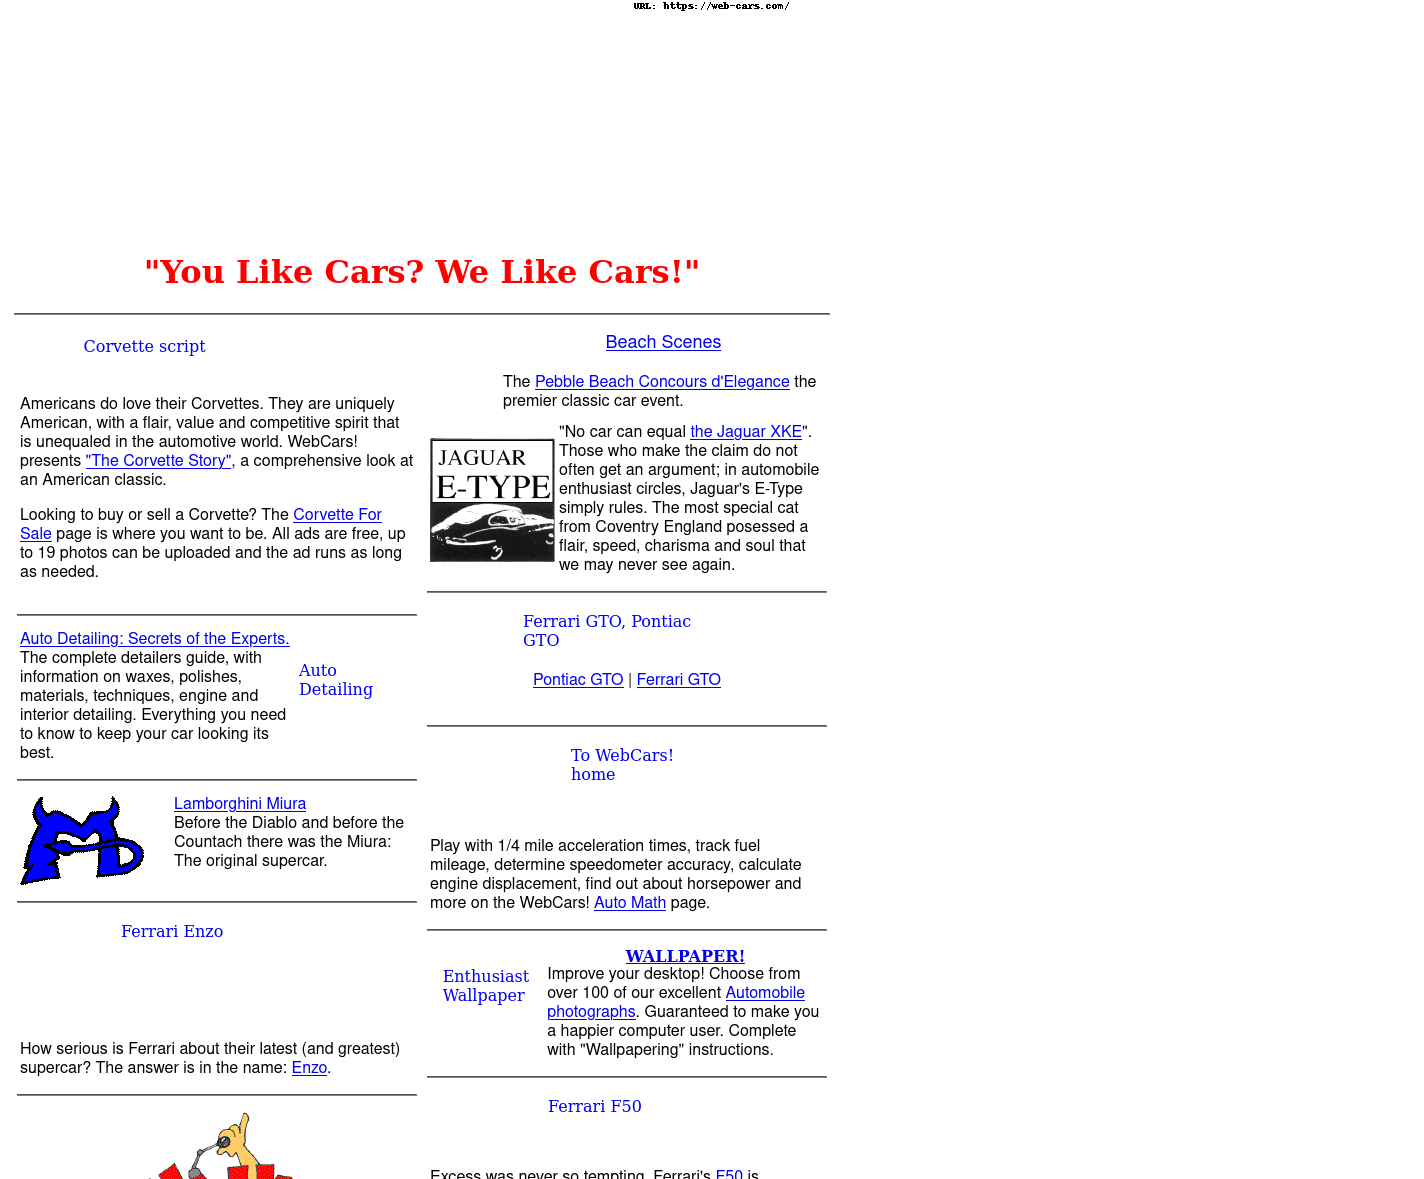 URL: https://web-cars.com/
"You Like Cars? We Like Cars!"
Corvette script
Americans do love their Corvettes. They are uniquely
American, with a flair, value and competitive spirit that
is unequaled in the automotive world. WebCars!
presents "The Corvette Story", a comprehensive look at
an American classic.
Looking to buy or sell a Corvette? The Corvette For
Sale page is where you want to be. All ads are free, up
to 19 photos can be uploaded and the ad runs as long
as needed.
Auto Detailing: Secrets of the Experts.
The complete detailers guide, with
information on waxes, polishes,
materials, techniques, engine and
interior detailing. Everything you need
to know to keep your car looking its
best.
Auto
Detailing
Lamborghini Miura
Before the Diablo and before the
Countach there was the Miura:
The original supercar.
Ferrari Enzo
How serious is Ferrari about their latest (and greatest)
supercar? The answer is in the name: Enzo.
Beach Scenes
The Pebble Beach Concours d'Elegance the
premier classic car event.
JAGUAR
E-TYPE
"No car can equal the Jaguar XKE".
Those who make the claim do not
often get an argument; in automobile
enthusiast circles, Jaguar's E-Type
simply rules. The most special cat
from Coventry England posessed a
flair, speed, charisma and soul that
we may never see again.
Ferrari GTO, Pontiac
GTO
Pontiac GTO | Ferrari GTO
To WebCars!
home
Play with 1/4 mile acceleration times, track fuel
mileage, determine speedometer accuracy, calculate
engine displacement, find out about horsepower and
more on the WebCars! Auto Math page.
Enthusiast
Wallpaper
WALLPAPER!
Improve your desktop! Choose from
over 100 of our excellent Automobile
photographs. Guaranteed to make you
a happier computer user. Complete
with "Wallpapering" instructions.
Ferrari F50
Excess was never so tempting. Ferrari's F50 is